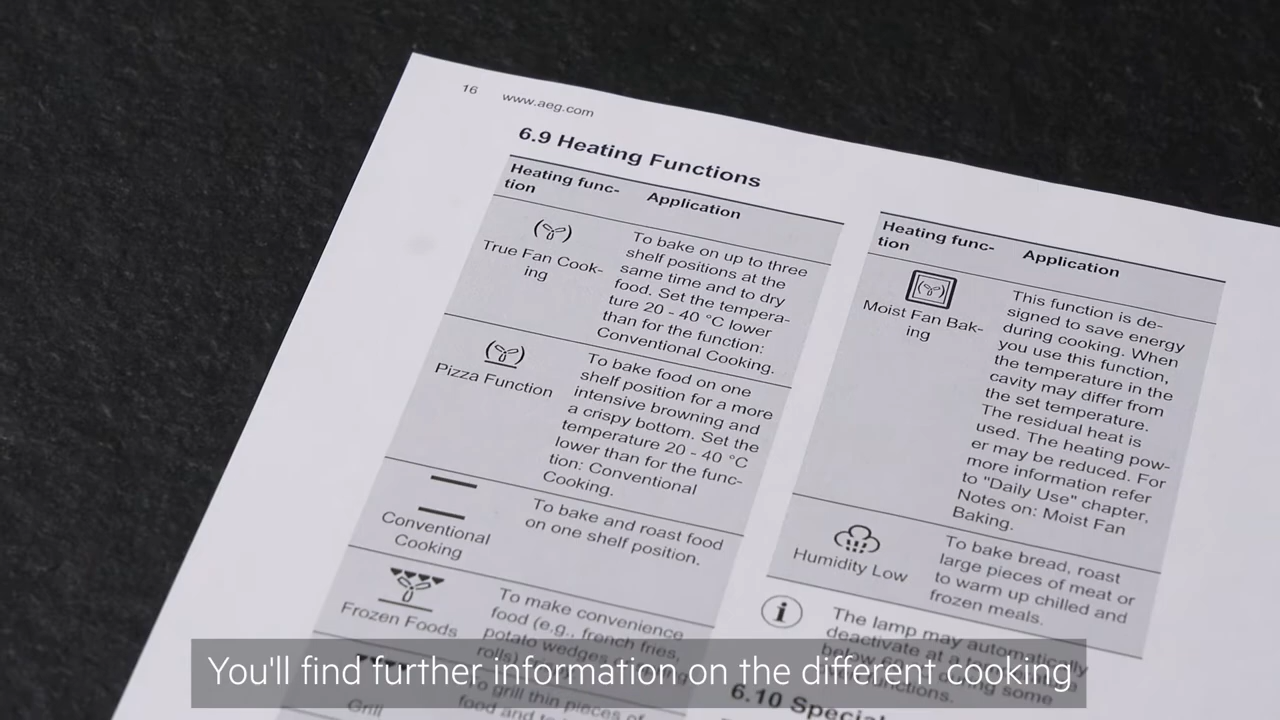 16 www.aeg.com
6.9 Heating Functions
Heating func-
tion
Application
True Fan Cook-
ing
To bake on up to three
shelf positions at the
same time and to dry
food. Set the tempera-
ture 20 - 40 °C lower
than for the function:
Conventional Cooking.
Pizza Function
To bake food on one
shelf position for a more
intensive browning and
a crispy bottom. Set the
temperature 20 - 40 °C
lower than for the func-
tion: Conventional
Cooking.
Conventional
Cooking
To bake and roast food
on one shelf position.
Frozen Foods
To make convenience
food (e.g., french fries,
potato wedges
rolls)
Grill
To grill thin pieces of
food and to
Heating func-
tion
Application
Moist Fan Bak-
ing
This function is de-
signed to save energy
during cooking. When
you use this function,
the temperature in the
cavity may differ from
the set temperature.
The residual heat is
used. The heating pow-
er may be reduced. For
more information refer
to "Daily Use" chapter,
Notes on: Moist Fan
Baking.
Humidity Low
To bake bread, roast
large pieces of meat or
to warm up chilled and
frozen meals.
The lamp may automatically
deactivate at a
below during some
functions.
6.10 Special
You'll find further information on the different cooking